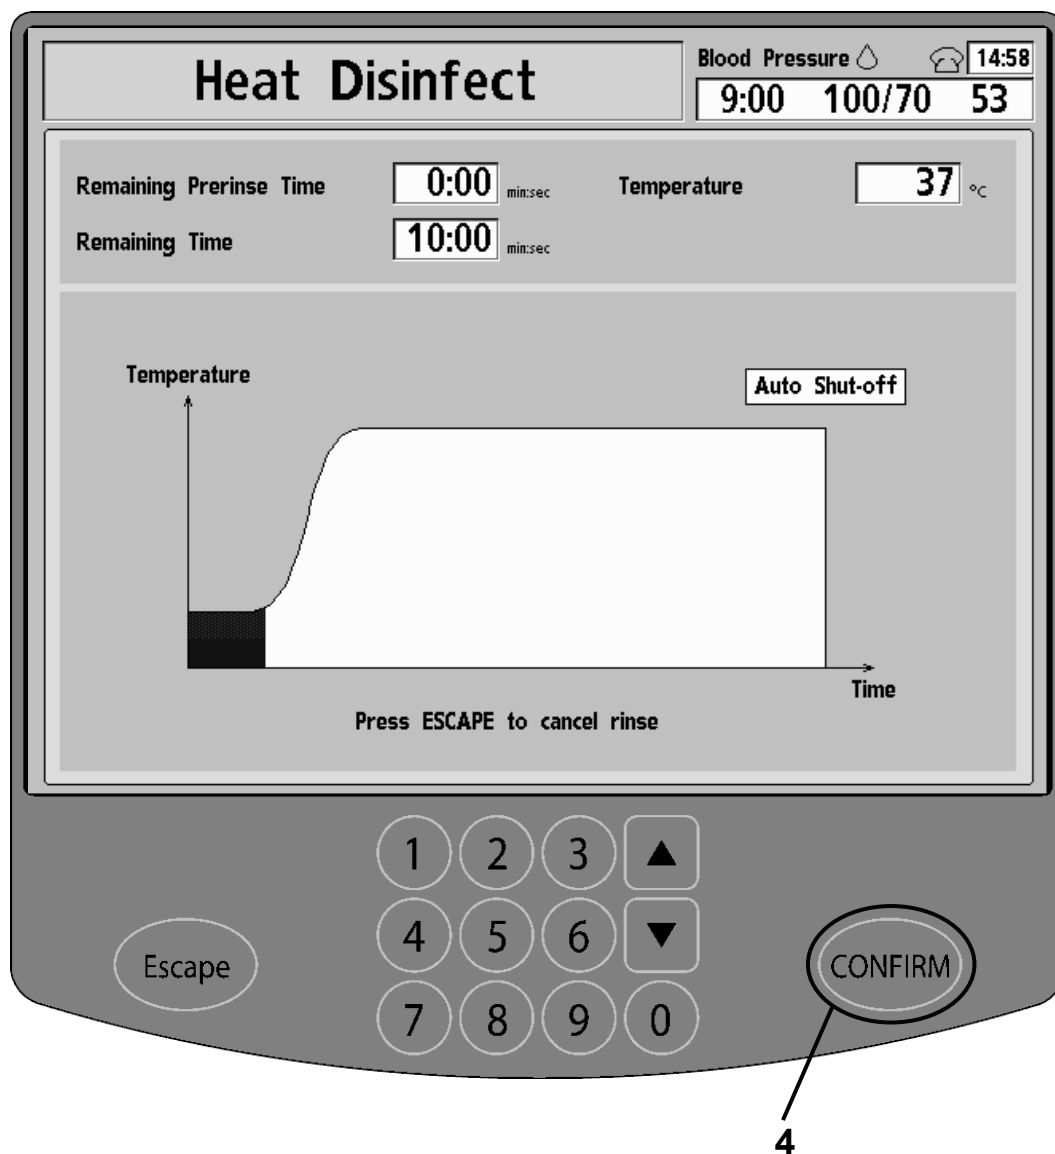 Heat Disinfect
Blood Pressure 14:58
9:00 100/70 53
Remaining Prerinse Time 0:00 min:sec Temperature 37 °C
Remaining Time 10:00 min:sec
Temperature
Auto Shut-off
Time
Press ESCAPE to cancel rinse
1 2 3 ▲
4 5 6 ▼
Escape CONFIRM
7 8 9 0
4